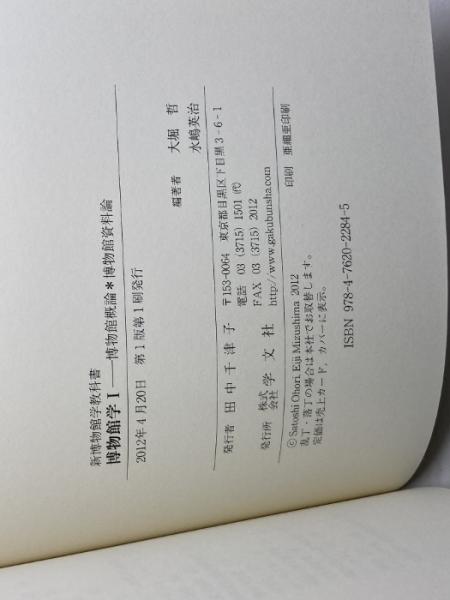 新博物館学教科書
博物館学Ⅰ——博物館概論＊博物館資料論
2012年4月20日　第1版第1刷発行
編著者　大堀　哲
水嶋英治
発行者　田中千津子
発行所　株式会社　学文社
〒153-0064　東京都目黒区下目黒3-6-1
電話　03 (3715) 1501 (代)
FAX　03 (3715) 2012
http://www.gakubunsha.com
©Satoshi Ohori, Eiji Mizushima 2012
乱丁・落丁の場合は本社でお取替します。
定価は売上カード，カバーに表示。
印刷　亜細亜印刷
ISBN 978-4-7620-2284-5